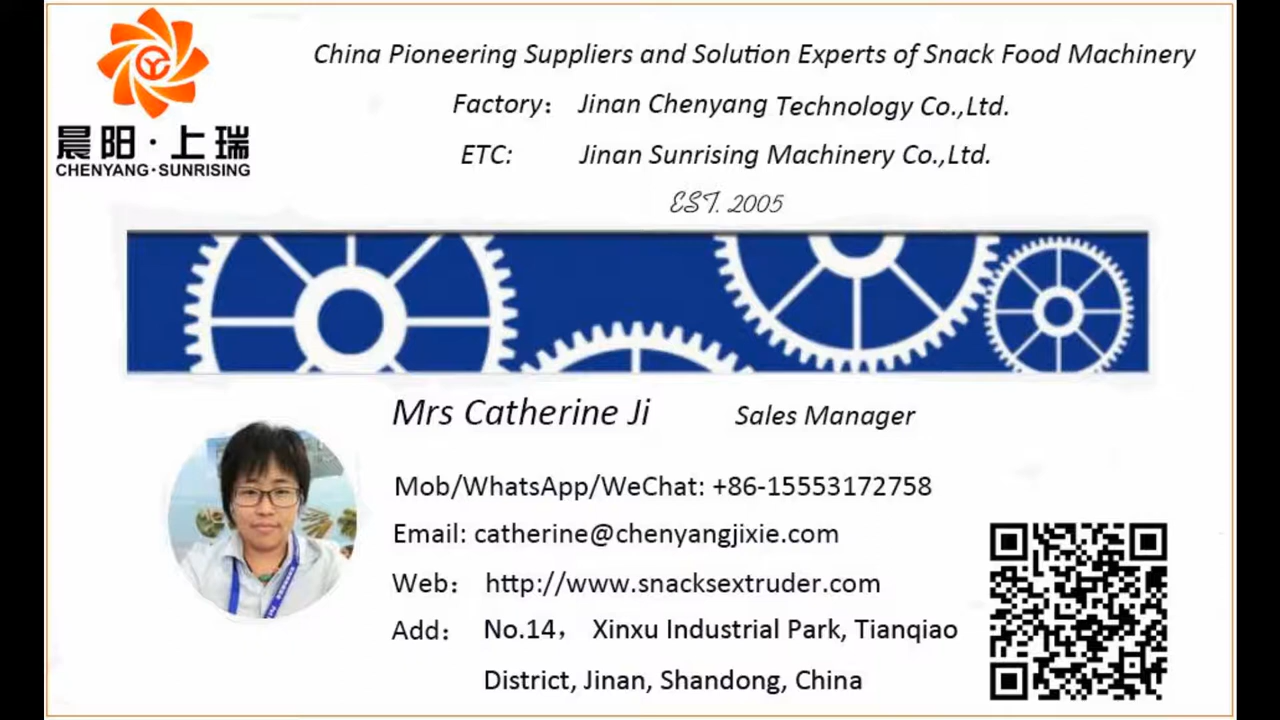 晨阳·上瑞
CHENYANG·SUNRISING
China Pioneering Suppliers and Solution Experts of Snack Food Machinery
Factory： Jinan Chenyang Technology Co.,Ltd.
ETC: Jinan Sunrising Machinery Co.,Ltd.
EST. 2005
Mrs Catherine Ji Sales Manager
Mob/WhatsApp/WeChat: +86-15553172758
Email: catherine@chenyangjixie.com
Web： http://www.snacksextruder.com
Add： No.14， Xinxu Industrial Park, Tianqiao
District, Jinan, Shandong, China